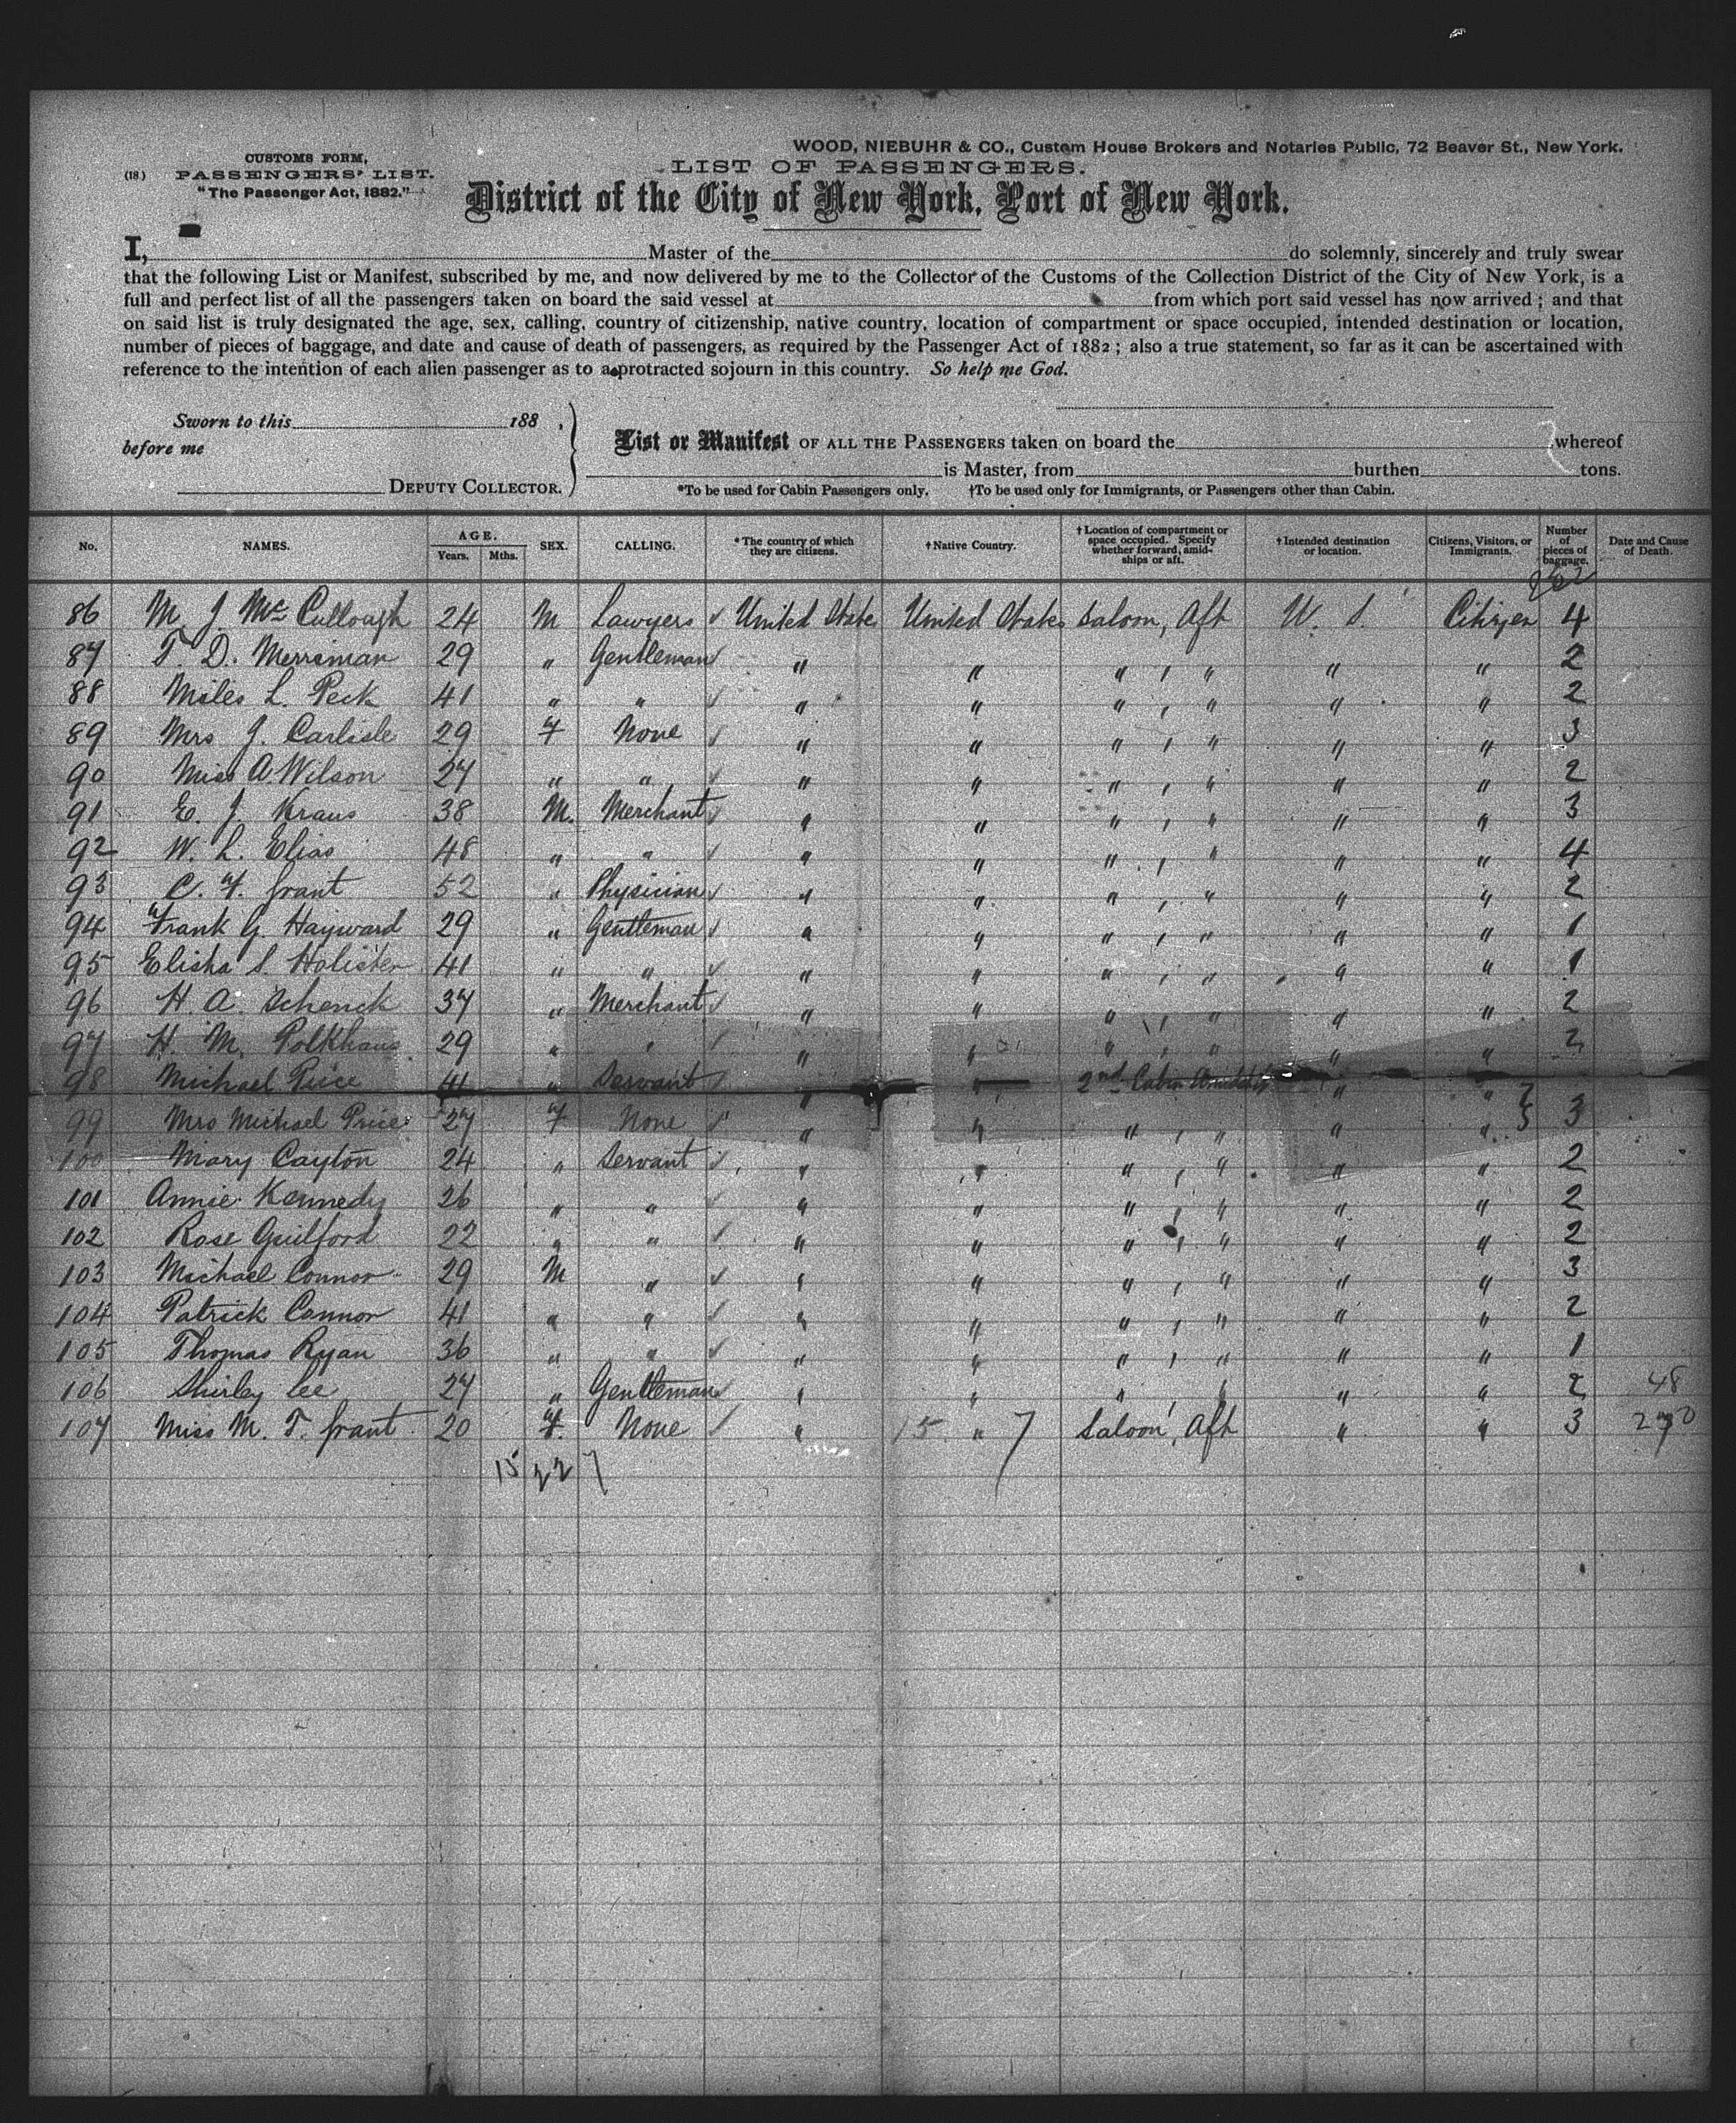 WOOD, NIEBUHR & CO., Custom House Brokers and Notaries Public, 72 Beaver St., New York.
CUSTOMS FORM,
(18) PASSENGERS' LIST.
"The Passenger Act, 1882."
LIST OF PASSENGERS.
District of the City of New York, Port of New York.
I, Master of the do solemnly, sincerely and truly swear
that the following List or Manifest, subscribed by me, and now delivered by me to the Collector of the Customs of the Collection District of the City of New York, is a
full and perfect list of all the passengers taken on board the said vessel at from which port said vessel has now arrived; and that
on said list is truly designated the age, sex, calling, country of citizenship, native country, location of compartment or space occupied, intended destination or location,
number of pieces of baggage, and date and cause of death of passengers, as required by the Passenger Act of 1882; also a true statement, so far as it can be ascertained with
reference to the intention of each alien passenger as to a protracted sojourn in this country. So help me God.
Sworn to this 188 .
before me
DEPUTY COLLECTOR.
List or Manifest OF ALL THE PASSENGERS taken on board the whereof
is Master, from burthen tons.
*To be used for Cabin Passengers only. †To be used only for Immigrants, or Passengers other than Cabin.
No. NAMES. AGE. Years. Mths. SEX. CALLING. *The country of which they are citizens. †Native Country. †Location of compartment or space occupied. Specify whether forward, amidships or aft. †Intended destination or location. Citizens, Visitors, or Immigrants. Number of pieces of baggage. Date and Cause of Death.
86 M. J. McCullough 24 M Lawyers United State United States Saloon, Aft U. S. Citizen 4
87 T. D. Merriman 29 " Gentleman " " " , " " " 2
88 Miles L. Peck 41 " " " " " , " " " 2
89 Mrs J. Carlisle 29 F None " " " , " " " 3
90 Miss A. Wilson 27 " " " " " , " " " 2
91 E. J. Kraus 38 M. Merchant " " " , " " " 3
92 W. L. Elias 48 " " " " " , " " " 4
93 C. F. Grant 52 " Physician " " " , " " " 2
94 Frank G. Hayward 29 " Gentleman " " " , " " " 1
95 Elisha S. Holister 41 " " " " " , " " " 1
96 H. A. Schenck 37 " Merchant " " " , " " " 2
97 H. M. Polkhaus 29 " " " " " , " " " 2
98 Michael Price 41 " Servant " " 2nd Cabin Amidship " "
99 Mrs Michael Price 27 F None " " " , " " " 3
100 Mary Cayton 24 " Servant " " " , " " " 2
101 Annie Kennedy 26 " " " " " , " " " 2
102 Rose Guilford 22 " " " " " , " " " 2
103 Michael Connor 29 M " " " " , " " " 3
104 Patrick Connor 41 " " " " " , " " " 2
105 Thomas Ryan 36 " " " " " , " " " 1
106 Shirley Lee 27 " Gentleman " " " , " " " 2 48
107 Miss M. T. Grant 20 F. None " 15 " 7 Saloon, Aft " " 3
15 22 7